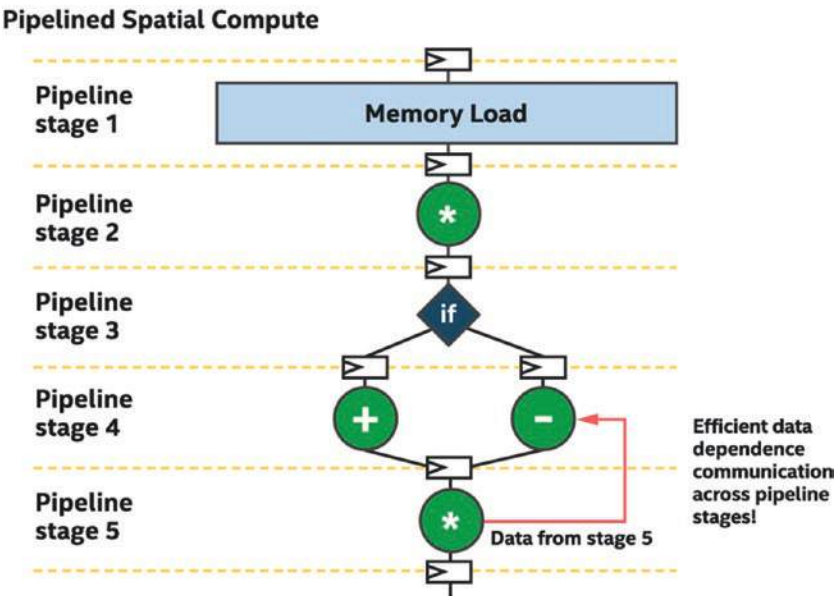 Pipelined Spatial Compute
Pipeline
stage 1
Memory Load
Pipeline
stage 2
*
Pipeline
stage 3
if
Pipeline
stage 4
+
-
Efficient data
dependence
communication
across pipeline
stages!
Pipeline
stage 5
*
Data from stage 5